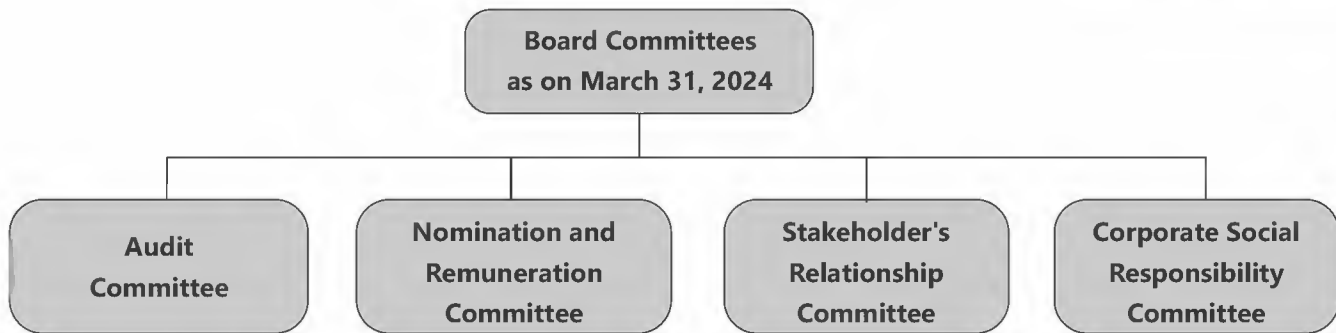 Board Committees
as on March 31, 2024
Audit
Committee
Nomination and
Remuneration
Committee
Stakeholder's
Relationship
Committee
Corporate Social
Responsibility
Committee